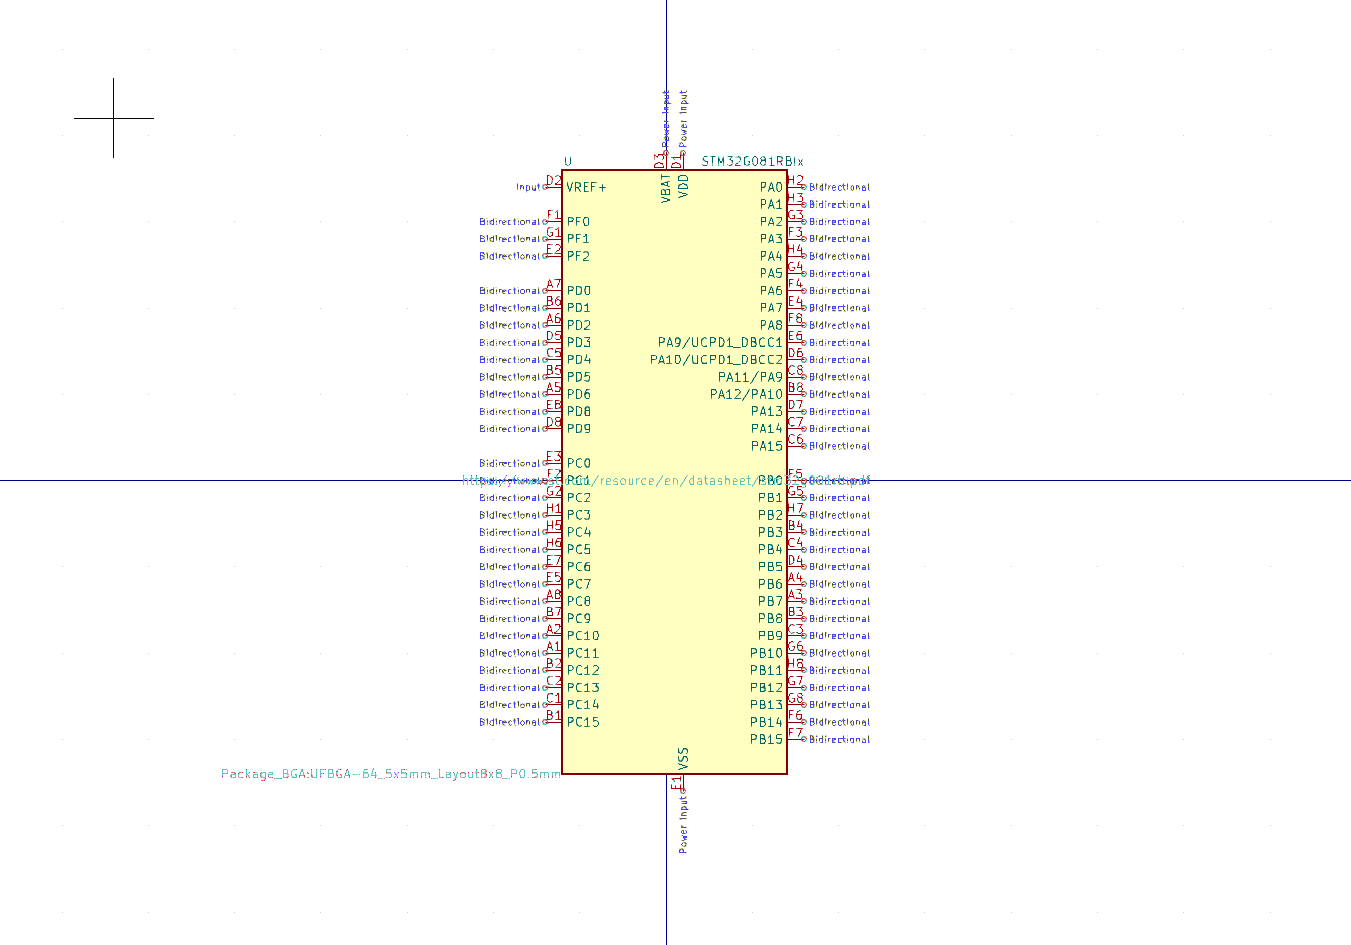 Power Input
Power Input
D3
D1
U
STM32G081RBIx
VBAT
VDD
Input D2 VREF+ PA0 H2 Bidirectional
PA1 H3 Bidirectional
Bidirectional F1 PF0 PA2 G3 Bidirectional
Bidirectional G1 PF1 PA3 F3 Bidirectional
Bidirectional E2 PF2 PA4 H4 Bidirectional
PA5 G4 Bidirectional
Bidirectional A7 PD0 PA6 F4 Bidirectional
Bidirectional B6 PD1 PA7 E4 Bidirectional
Bidirectional A6 PD2 PA8 F8 Bidirectional
Bidirectional D5 PD3 PA9/UCPD1_DBCC1 E6 Bidirectional
Bidirectional C5 PD4 PA10/UCPD1_DBCC2 D6 Bidirectional
Bidirectional B5 PD5 PA11/PA9 C8 Bidirectional
Bidirectional A5 PD6 PA12/PA10 B8 Bidirectional
Bidirectional E8 PD8 PA13 D7 Bidirectional
Bidirectional D8 PD9 PA14 C7 Bidirectional
PA15 C6 Bidirectional
Bidirectional E3 PC0
F2 PC1 /resource/en/datasheet/ PB0 F5
Bidirectional G2 PC2 PB1 G5 Bidirectional
Bidirectional H1 PC3 PB2 H7 Bidirectional
Bidirectional H5 PC4 PB3 B4 Bidirectional
Bidirectional H6 PC5 PB4 C4 Bidirectional
Bidirectional E7 PC6 PB5 D4 Bidirectional
Bidirectional E5 PC7 PB6 A4 Bidirectional
Bidirectional A8 PC8 PB7 A3 Bidirectional
Bidirectional B7 PC9 PB8 B3 Bidirectional
Bidirectional A2 PC10 PB9 C3 Bidirectional
Bidirectional A1 PC11 PB10 G6 Bidirectional
Bidirectional B2 PC12 PB11 H8 Bidirectional
Bidirectional C2 PC13 PB12 G7 Bidirectional
Bidirectional C1 PC14 PB13 G8 Bidirectional
Bidirectional B1 PC15 PB14 F6 Bidirectional
PB15 F7 Bidirectional
VSS
Package_BGA:UFBGA-64_5x5mm_Layout8x8_P0.5mm
E1
Power Input